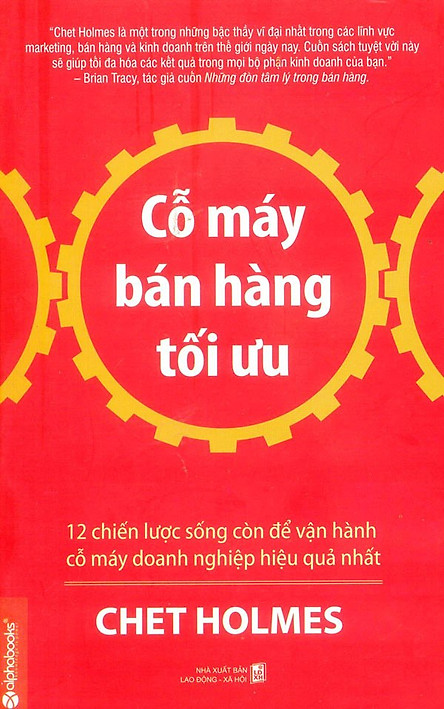 “Chet Holmes là một trong những bậc thầy vĩ đại nhất trong các lĩnh vực
marketing, bán hàng và kinh doanh trên thế giới ngày nay. Cuốn sách tuyệt vời này
sẽ giúp tối đa hóa các kết quả trong mọi bộ phận kinh doanh của bạn.”
– Brian Tracy, tác giả cuốn Những đòn tâm lý trong bán hàng.
Cỗ máy
bán hàng
tối ưu
12 chiến lược sống còn để vận hành
cỗ máy doanh nghiệp hiệu quả nhất
CHET HOLMES
NHÀ XUẤT BẢN
LAO ĐỘNG - XÃ HỘI
LĐ
XH
alphabooks